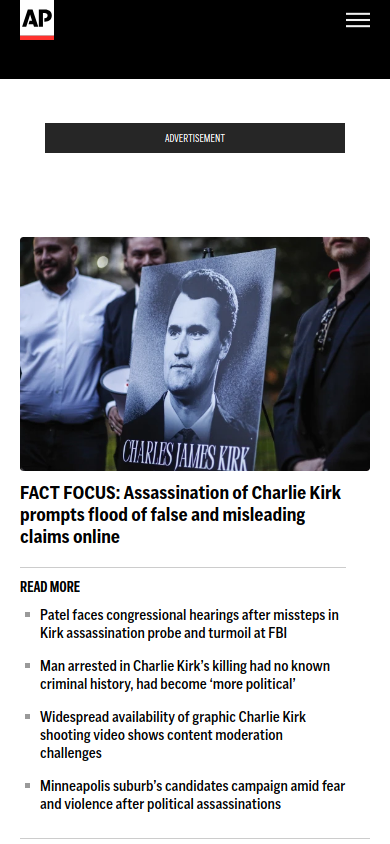 AP
ADVERTISEMENT
CHARLES JAMES KIRK
FACT FOCUS: Assassination of Charlie Kirk
prompts flood of false and misleading
claims online
READ MORE
Patel faces congressional hearings after missteps in
Kirk assassination probe and turmoil at FBI
Man arrested in Charlie Kirk's killing had no known
criminal history, had become ‘more political’
Widespread availability of graphic Charlie Kirk
shooting video shows content moderation
challenges
Minneapolis suburb's candidates campaign amid fear
and violence after political assassinations